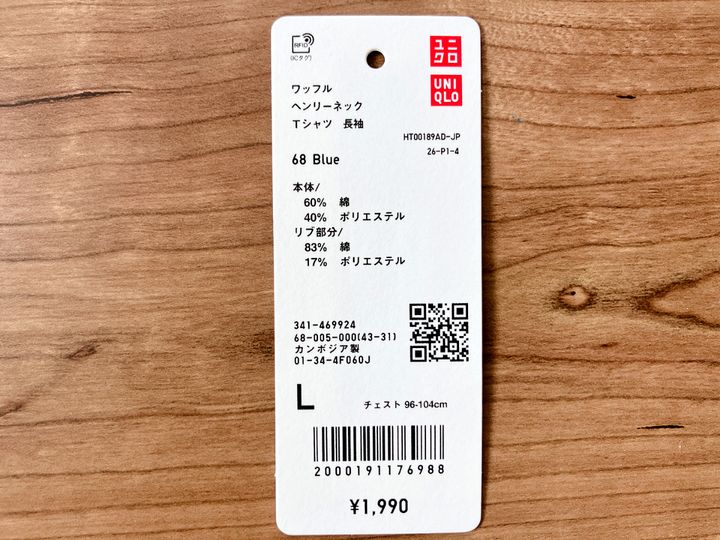 RFID
(ICタグ)
ユニ
クロ
UNI
QLO
ワッフル
ヘンリーネック
Tシャツ 長袖
HT00189AD-JP
26-P1-4
68 Blue
本体/
60% 綿
40% ポリエステル
リブ部分/
83% 綿
17% ポリエステル
341-469924
68-005-000(43-31)
カンボジア製
01-34-4F060J
L
チェスト 96-104cm
2000191176988
¥1,990